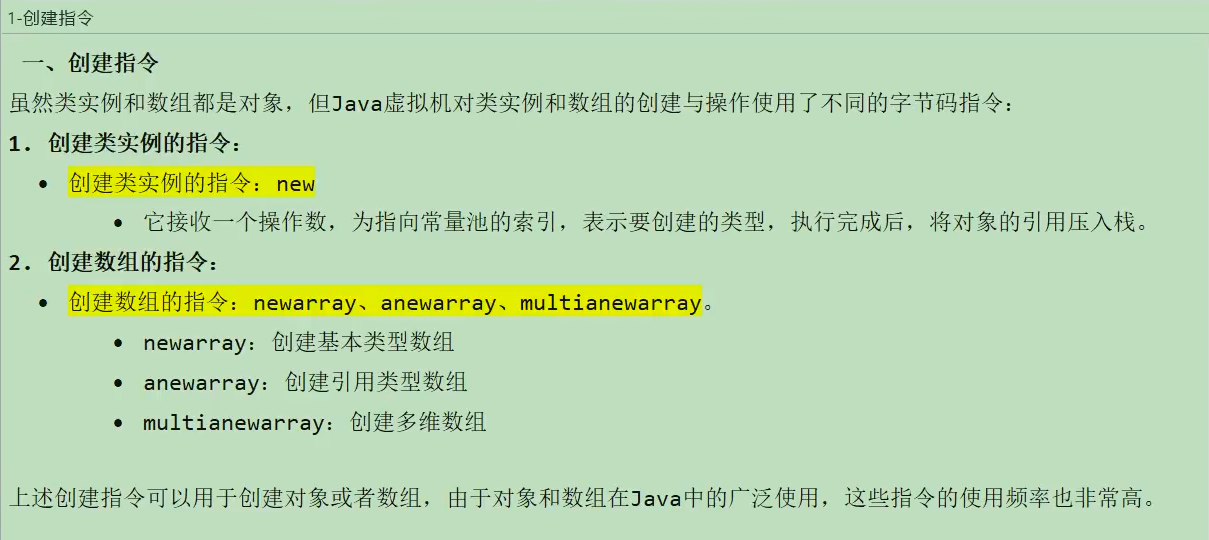 1-创建指令
一、创建指令
虽然类实例和数组都是对象，但Java虚拟机对类实例和数组的创建与操作使用了不同的字节码指令：
1. 创建类实例的指令：
• 创建类实例的指令：new
• 它接收一个操作数，为指向常量池的索引，表示要创建的类型，执行完成后，将对象的引用压入栈。
2. 创建数组的指令：
• 创建数组的指令：newarray、anewarray、multianewarray。
• newarray：创建基本类型数组
• anewarray：创建引用类型数组
• multianewarray：创建多维数组
上述创建指令可以用于创建对象或者数组，由于对象和数组在Java中的广泛使用，这些指令的使用频率也非常高。